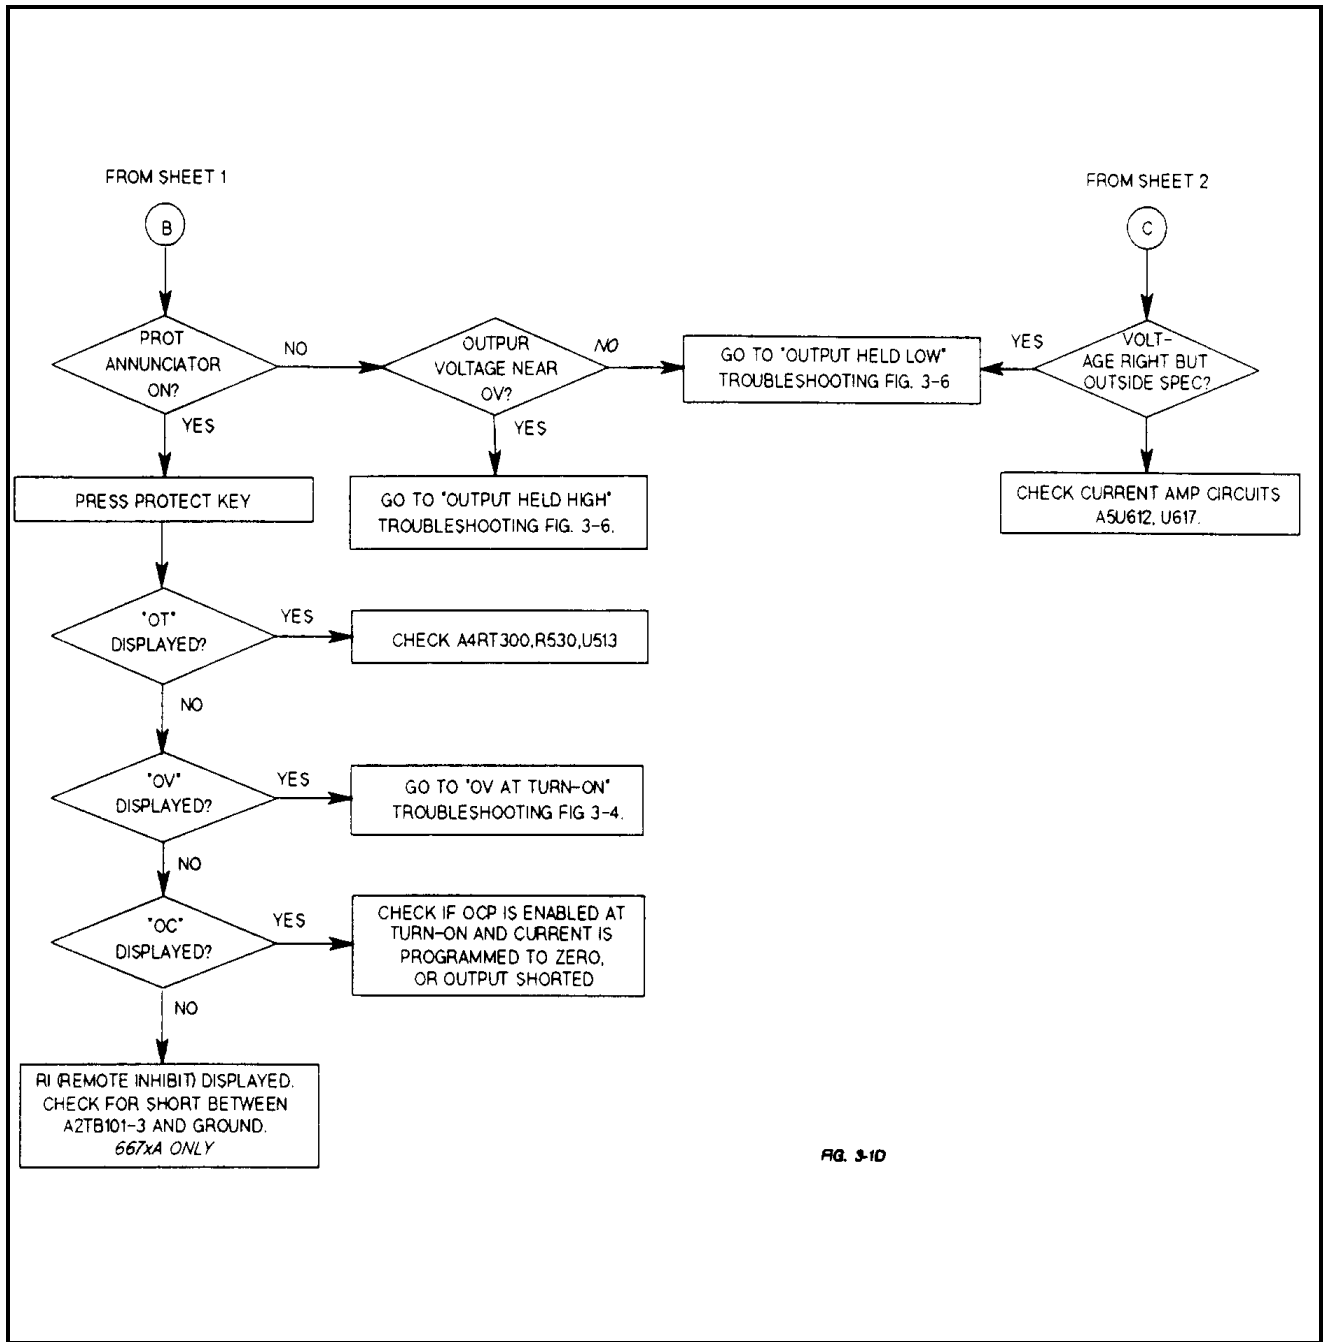 FROM SHEET 1
B
PROT
ANNUNCIATOR
ON?
NO
YES
OUTPUR
VOLTAGE NEAR
OV?
NO
YES
GO TO "OUTPUT HELD LOW"
TROUBLESHOOTING FIG. 3-6
FROM SHEET 2
C
YES
VOLT-
AGE RIGHT BUT
OUTSIDE SPEC?
PRESS PROTECT KEY
GO TO "OUTPUT HELD HIGH"
TROUBLESHOOTING FIG. 3-6.
CHECK CURRENT AMP CIRCUITS
A5U612, U617.
"OT"
DISPLAYED?
YES
CHECK A4RT300,R530,U513
NO
"OV"
DISPLAYED?
YES
GO TO "OV AT TURN-ON"
TROUBLESHOOTING FIG 3-4.
NO
"OC"
DISPLAYED?
YES
CHECK IF OCP IS ENABLED AT
TURN-ON AND CURRENT IS
PROGRAMMED TO ZERO,
OR OUTPUT SHORTED
NO
RI (REMOTE INHIBIT) DISPLAYED.
CHECK FOR SHORT BETWEEN
A2TB101-3 AND GROUND.
667xA ONLY
FIG. 3-1D